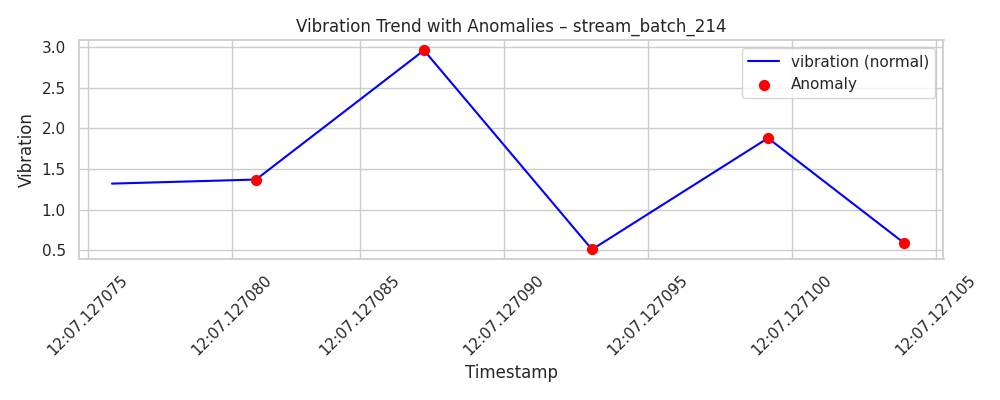 Vibration Trend with Anomalies – stream_batch_214
3.0
2.5
2.0
1.5
1.0
0.5
Vibration
vibration (normal)
Anomaly
12:07.127075
12:07.127080
12:07.127085
12:07.127090
12:07.127095
12:07.127100
12:07.127105
Timestamp